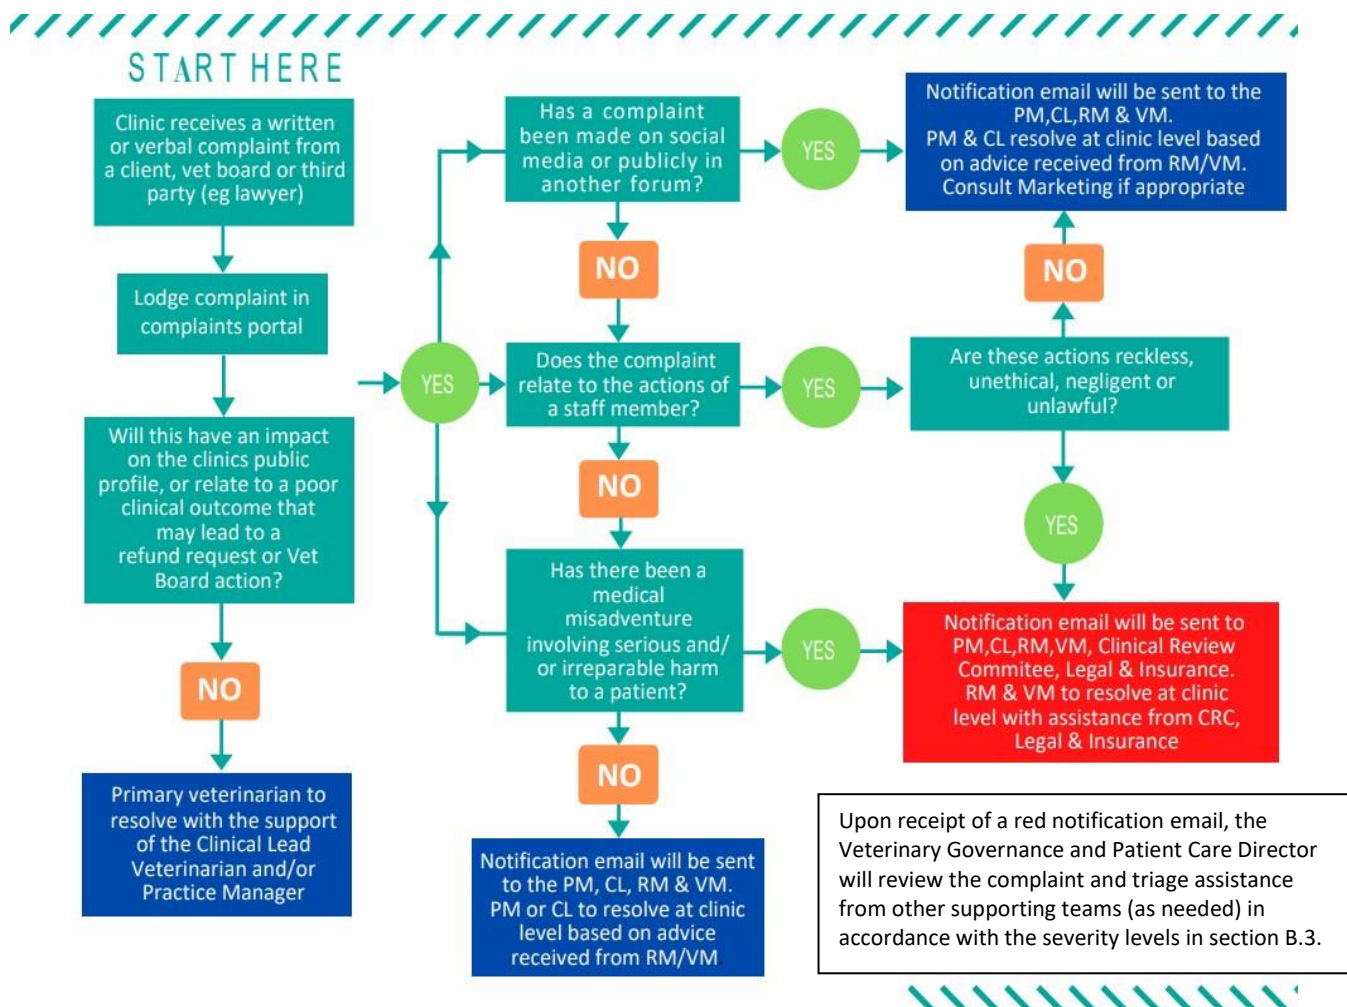 START HERE
Clinic receives a written
or verbal complaint from
a client, vet board or third
party (eg lawyer)
Lodge complaint in
complaints portal
Will this have an impact
on the clinics public
profile, or relate to a poor
clinical outcome that
may lead to a
refund request or Vet
Board action?
NO
Primary veterinarian to
resolve with the support
of the Clinical Lead
Veterinarian and/or
Practice Manager
YES
Has a complaint
been made on social
media or publicly in
another forum?
YES
Notification email will be sent to the
PM,CL,RM & VM.
PM & CL resolve at clinic level based
on advice received from RM/VM.
Consult Marketing if appropriate
NO
NO
Does the complaint
relate to the actions of
a staff member?
YES
Are these actions reckless,
unethical, negligent or
unlawful?
NO
YES
Has there been a
medical
misadventure
involving serious and/
or irreparable harm
to a patient?
YES
Notification email will be sent to
PM,CL,RM,VM, Clinical Review
Commitee, Legal & Insurance.
RM & VM to resolve at clinic
level with assistance from CRC,
Legal & Insurance
NO
Notification email will be sent
to the PM, CL, RM & VM.
PM or CL to resolve at clinic
level based on advice
received from RM/VM.
Upon receipt of a red notification email, the
Veterinary Governance and Patient Care Director
will review the complaint and triage assistance
from other supporting teams (as needed) in
accordance with the severity levels in section B.3.